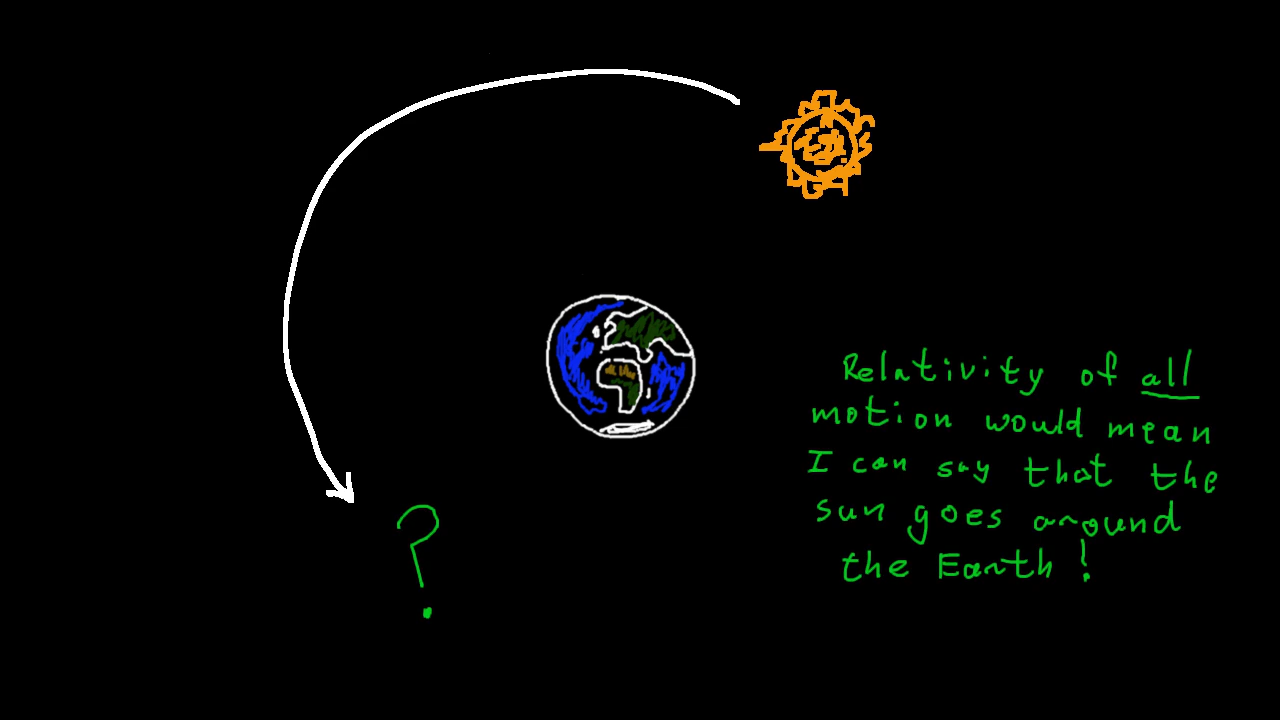 Relativity of all
motion would mean
I can say that the
sun goes around
the Earth!
?